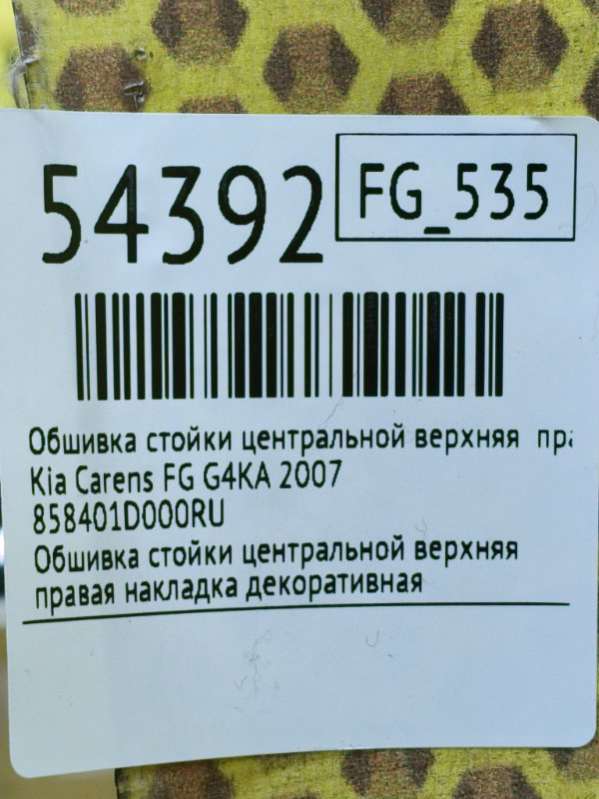 54392
FG_535
Обшивка стойки центральной верхняя пра
Kia Carens FG G4KA 2007
858401D000RU
Обшивка стойки центральной верхняя
правая накладка декоративная